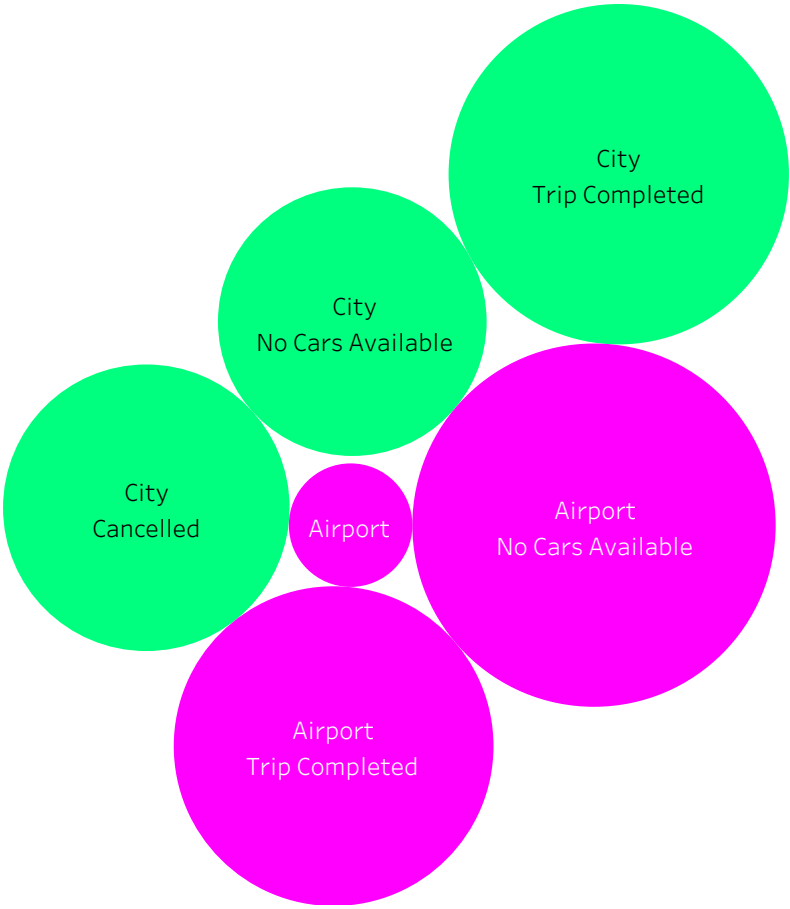 City
Trip Completed
City
No Cars Available
City
Cancelled
Airport
Airport
No Cars Available
Airport
Trip Completed